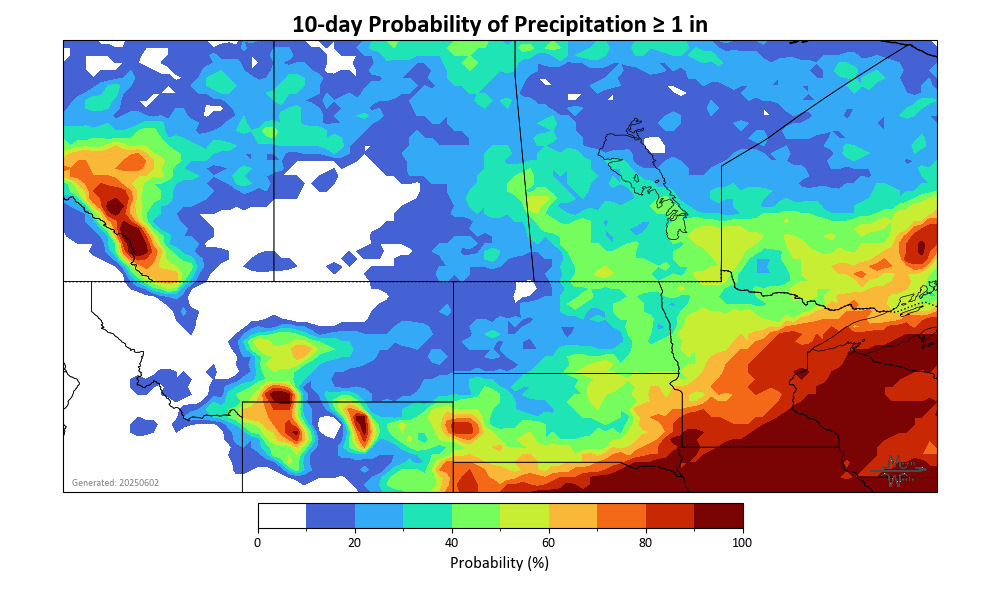 10-day Probability of Precipitation ≥ 1 in
Generated: 20250602
0 20 40 60 80 100
Probability (%)